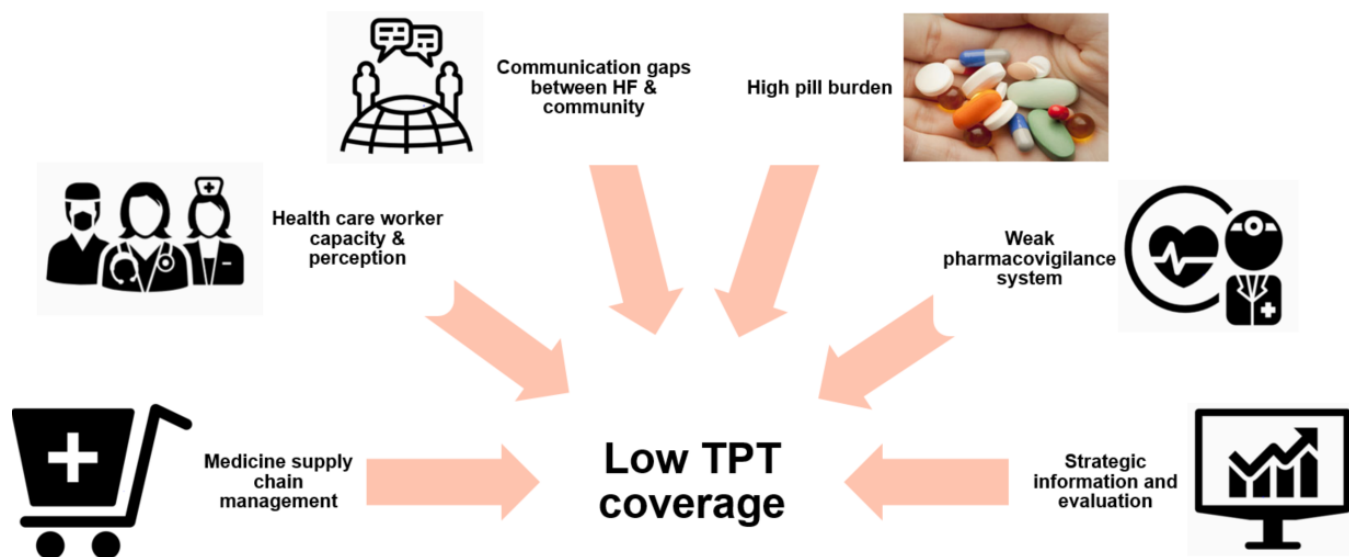 Communication gaps
between HF &
community
High pill burden
Health care worker
capacity &
perception
Weak
pharmacovigilance
system
Medicine supply
chain
management
Low TPT
coverage
Strategic
information and
evaluation